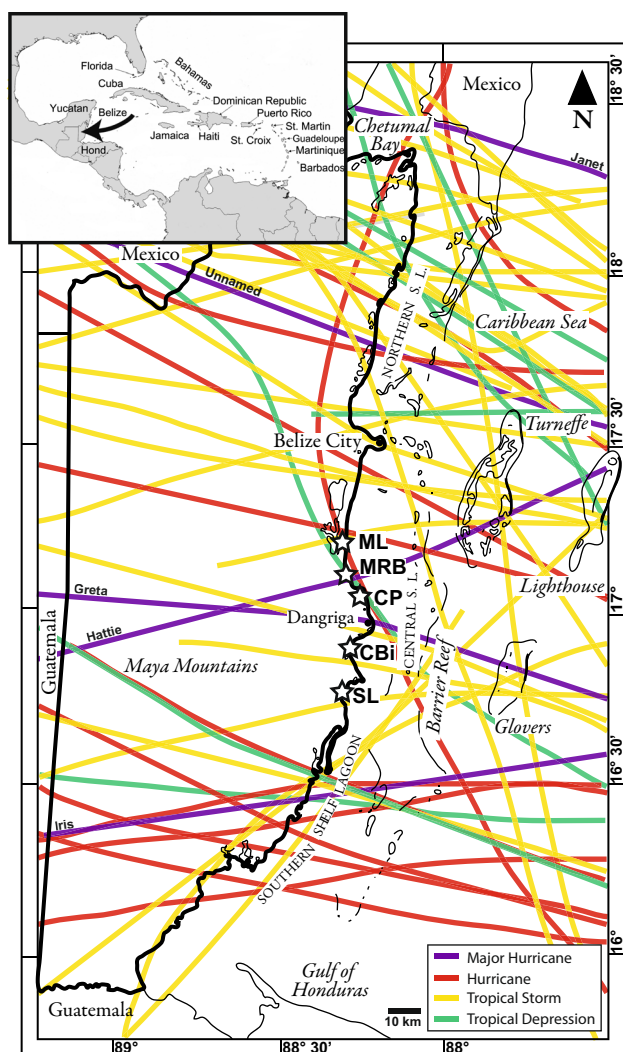 Florida
Bahamas
Cuba
Dominican Republic
Puerto Rico
Yucatan
Belize
St. Martin
Guadeloupe
Jamaica
Haiti
St. Croix
Martinique
Hond.
Barbados
Mexico
N
18° 30'
Chetumal
Bay
Janet
Mexico
Unnamed
18°
NORTHERN S. L.
Caribbean Sea
Belize City
Turneffe
17° 30'
ML
MRB
CP
Lighthouse
Greta
17°
Dangriga
CENTRAL S. L.
Hattie
Guatemala
Maya Mountains
CBi
Barrier Reef
SL
Glovers
16° 30'
Iris
SOUTHERN SHELF LAGOON
16°
Gulf of
Honduras
Guatemala
10 km
Major Hurricane
Hurricane
Tropical Storm
Tropical Depression
89°
88° 30'
88°